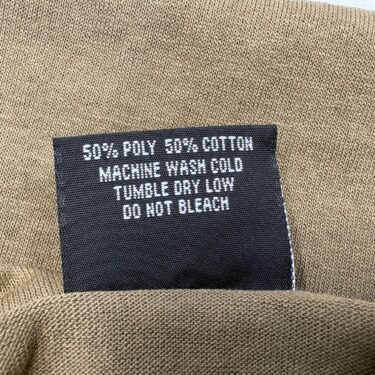 50% POLY 50% COTTON
MACHINE WASH COLD
TUMBLE DRY LOW
DO NOT BLEACH